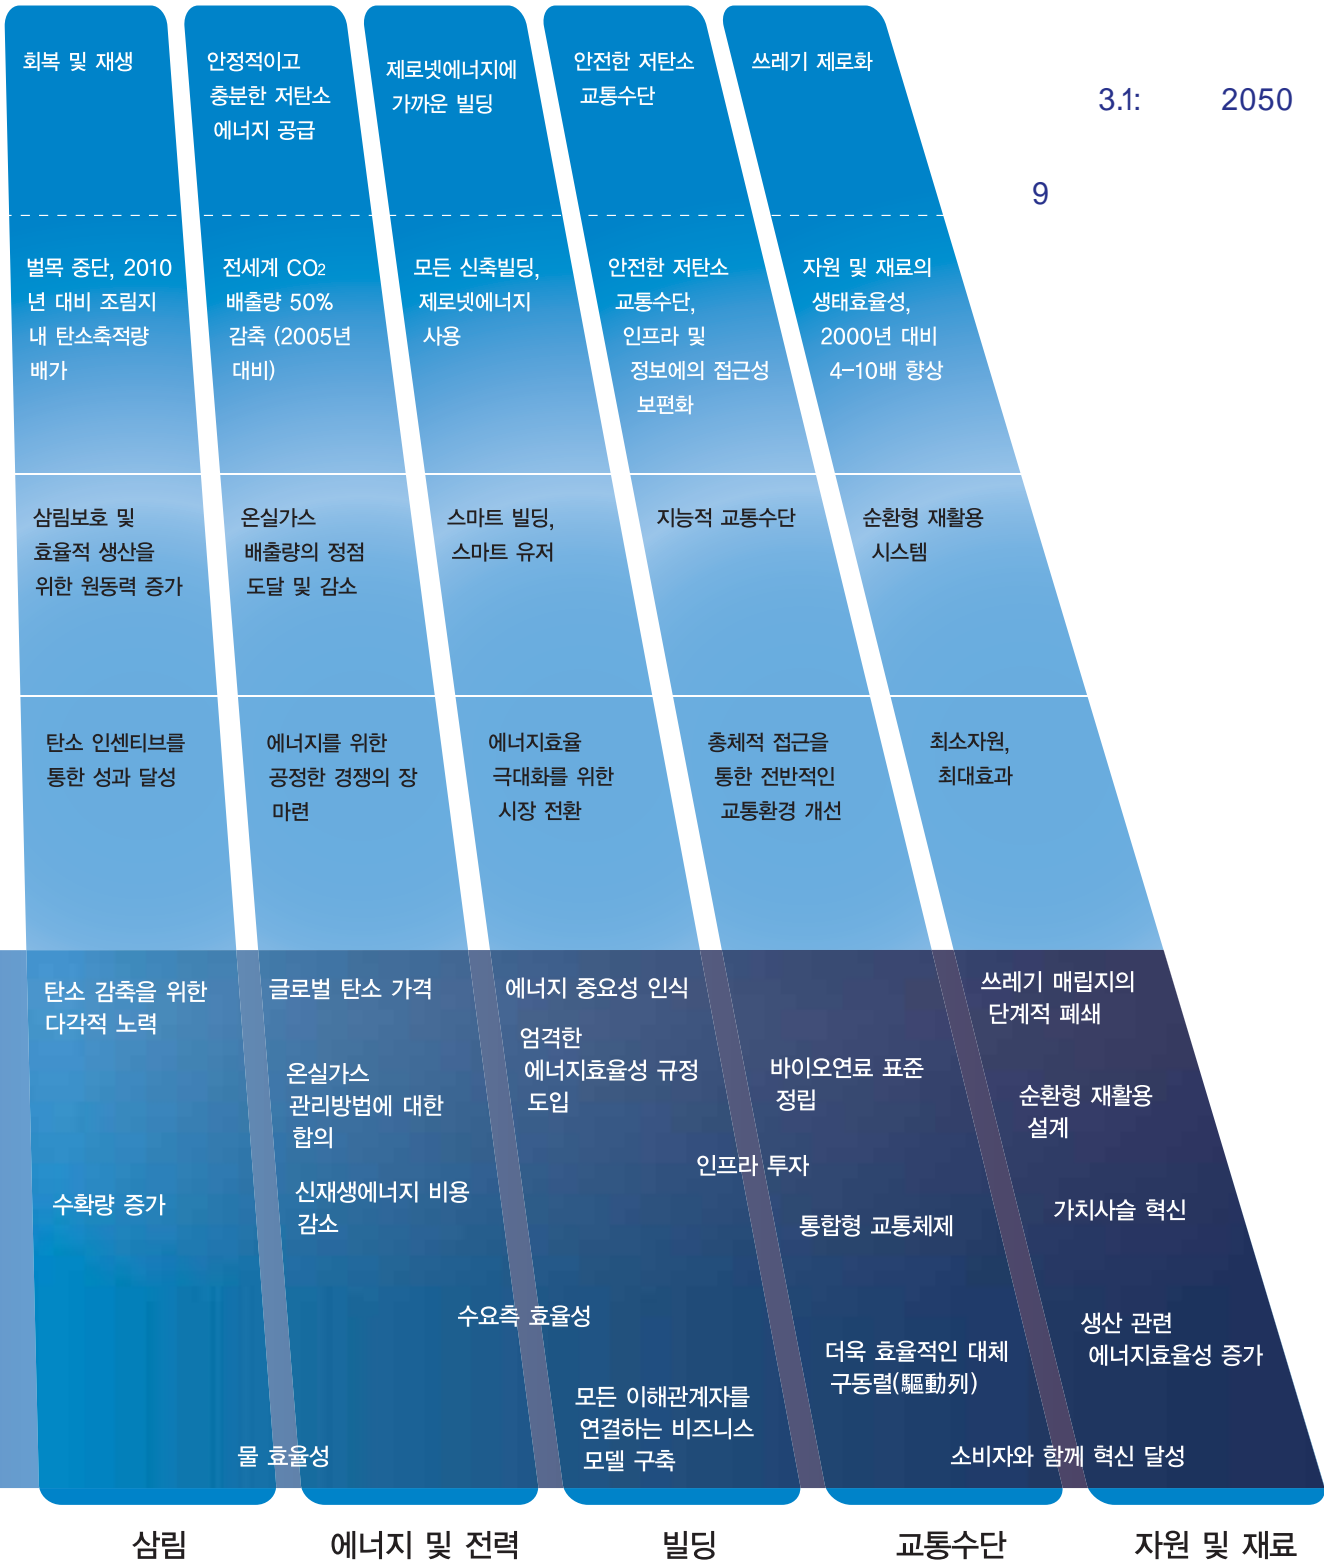 회복 및 재생
안정적이고
충분한 저탄소
에너지 공급
제로넷에너지에
가까운 빌딩
안전한 저탄소
교통수단
쓰레기 제로화
3.1: 2050
9
벌목 중단, 2010
년 대비 조림지
내 탄소축적량
배가
전세계 CO2
배출량 50%
감축 (2005년
대비)
모든 신축빌딩,
제로넷에너지
사용
안전한 저탄소
교통수단,
인프라 및
정보에의 접근성
보편화
자원 및 재료의
생태효율성,
2000년 대비
4-10배 향상
삼림보호 및
효율적 생산을
위한 원동력 증가
온실가스
배출량의 정점
도달 및 감소
스마트 빌딩,
스마트 유저
지능적 교통수단
순환형 재활용
시스템
탄소 인센티브를
통한 성과 달성
에너지를 위한
공정한 경쟁의 장
마련
에너지효율
극대화를 위한
시장 전환
총체적 접근을
통한 전반적인
교통환경 개선
최소자원,
최대효과
탄소 감축을 위한
다각적 노력
수확량 증가
물 효율성
글로벌 탄소 가격
온실가스
관리방법에 대한
합의
신재생에너지 비용
감소
수요측 효율성
에너지 중요성 인식
엄격한
에너지효율성 규정
도입
인프라 투자
모든 이해관계자를
연결하는 비즈니스
모델 구축
바이오연료 표준
정립
통합형 교통체제
더욱 효율적인 대체
구동렬(驅動列)
쓰레기 매립지의
단계적 폐쇄
순환형 재활용
설계
가치사슬 혁신
생산 관련
에너지효율성 증가
소비자와 함께 혁신 달성
삼림
에너지 및 전력
빌딩
교통수단
자원 및 재료